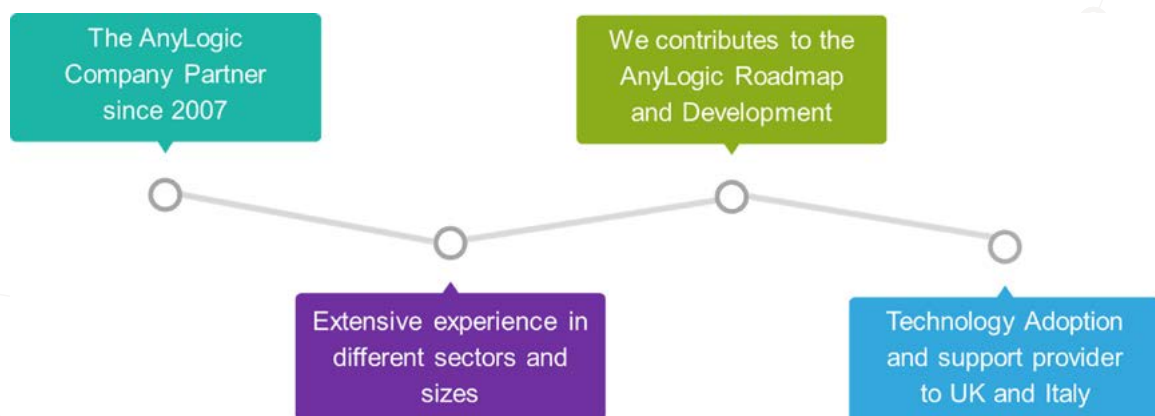 The AnyLogic
Company Partner
since 2007
Extensive experience in
different sectors and
sizes
We contributes to the
AnyLogic Roadmap
and Development
Technology Adoption
and support provider
to UK and Italy